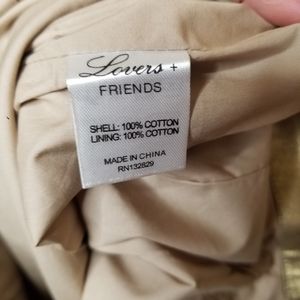 Lovers +
FRIENDS
SHELL: 100% COTTON
LINING: 100% COTTON
MADE IN CHINA
RN132829